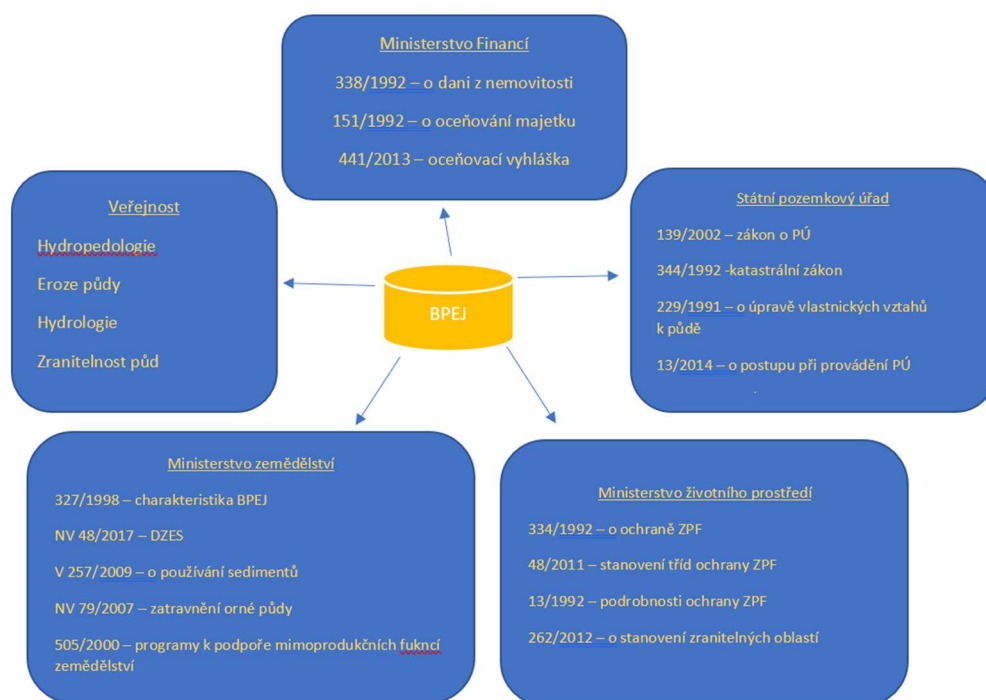 Ministerstvo Financí
338/1992 – o dani z nemovitosti
151/1992 – o oceňování majetku
441/2013 – oceňovací vyhláška
Veřejnost
Hydropedologie
Eroze půdy
Hydrologie
Zranitelnost půd
BPEJ
Státní pozemkový úřad
139/2002 – zákon o PÚ
344/1992 -katastrální zákon
229/1991 – o úpravě vlastnických vztahů
k půdě
13/2014 – o postupu při provádění PÚ
Ministerstvo zemědělství
327/1998 – charakteristika BPEJ
NV 48/2017 – DZES
V 257/2009 – o používání sedimentů
NV 79/2007 – zatravnění orné půdy
505/2000 – programy k podpoře mimoprodukčních fukncí
zemědělství
Ministerstvo životního prostředí
334/1992 – o ochraně ZPF
48/2011 – stanovení tříd ochrany ZPF
13/1992 – podrobnosti ochrany ZPF
262/2012 – o stanovení zranitelných oblastí